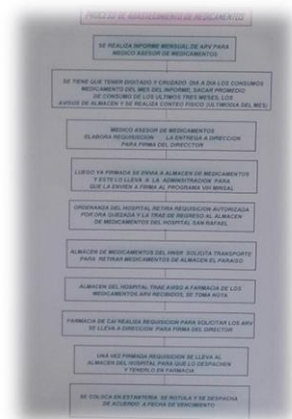 PROCESO DE ABASTECIMIENTO DE MEDICAMENTOS
SE REALIZA INFORME MENSUAL DE ARV PARA
MEDICO ASESOR DE MEDICAMENTOS
SE TIENE QUE TENER DIGITADO Y CRUZADO DIA A DIA LOS CONSUMOS
MEDICAMENTO DEL MES DEL INFORME, SACAR PROMEDIO
DE CONSUMO DE LOS ULTIMOS TRES MESES, LOS
AVISOS DE ALMACEN Y SE REALIZA CONTEO FISICO (ULTIMO DIA DEL MES)
MEDICO ASESOR DE MEDICAMENTOS
ELABORA REQUISICION LA ENTREGA A DIRECCION
PARA FIRMA DEL DIRECCTOR
LUEGO YA FIRMADA SE ENVIA A ALMACEN DE MEDICAMENTOS
Y ESTE LO LLEVA A LA ADMINISTRACION PARA
QUE LA ENVIEN A FIRMA AL PROGRAMA VIH MINSAL
ORDENANZA DEL HOSPITAL RETIRA REQUISICION AUTORIZADA
POR DRA QUEZADA Y LA TRAE DE REGRESO AL ALMACEN
DE MEDICAMENTOS DEL HOSPITAL SAN RAFAEL
ALMACEN DE MEDICAMENTOS DEL HNSR SOLICITA TRANSPORTE
PARA RETIRAR MEDICAMENTOS DE ALMACEN EL PARAISO
ALMACEN DEL HOSPITAL TRAE AVISO A FARMACIA DE LOS
MEDICAMENTOS ARV RECIBIDOS, SE TOMA NOTA
FARMACIA DE CAI REALIZA REQUISICION PARA SOLICITAR LOS ARV
SE LLEVA A DIRECCION PARA FIRMA DEL DIRECTOR
UNA VEZ FIRMADA REQUISICION SE LLEVA AL
ALMACEN DEL HOSPITAL PARA QUE LO DESPACHEN
Y TENERLO EN FARMACIA
SE COLOCA EN ESTANTERIA SE ROTULA Y SE DESPACHA
DE ACUERDO A FECHA DE VENCIMIENTO